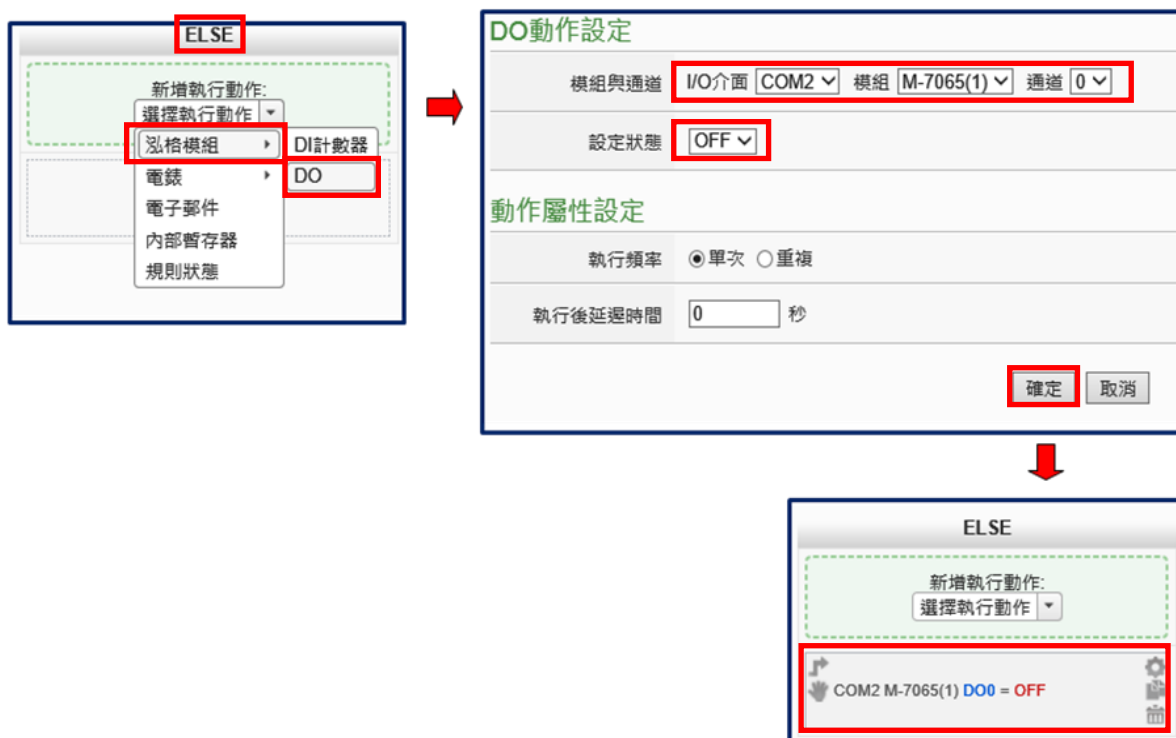 ELSE
新增執行動作:
選擇執行動作
泓格模組
DI計數器
電錶
DO
電子郵件
內部暫存器
規則狀態
DO動作設定
模組與通道 I/O介面 COM2 模組 M-7065(1) 通道 0
設定狀態 OFF
動作屬性設定
執行頻率 單次 重複
執行後延遲時間 0 秒
確定 取消
ELSE
新增執行動作:
選擇執行動作
COM2 M-7065(1) DO0 = OFF